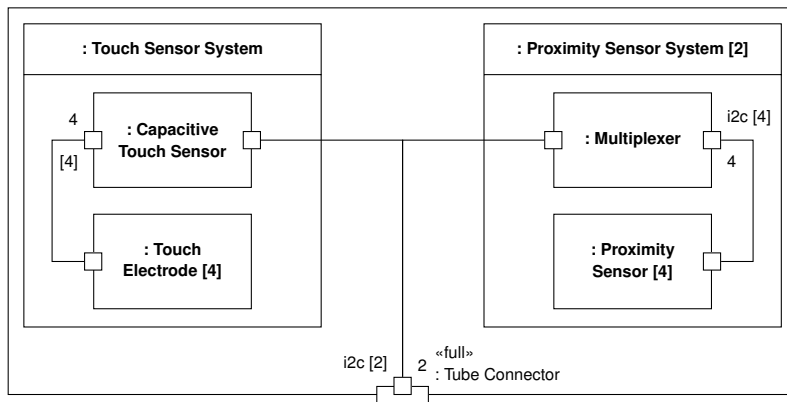 : Touch Sensor System
: Proximity Sensor System [2]
4
: Capacitive
Touch Sensor
[4]
: Multiplexer
i2c [4]
4
: Touch
Electrode [4]
: Proximity
Sensor [4]
i2c [2]
2
«full»
: Tube Connector